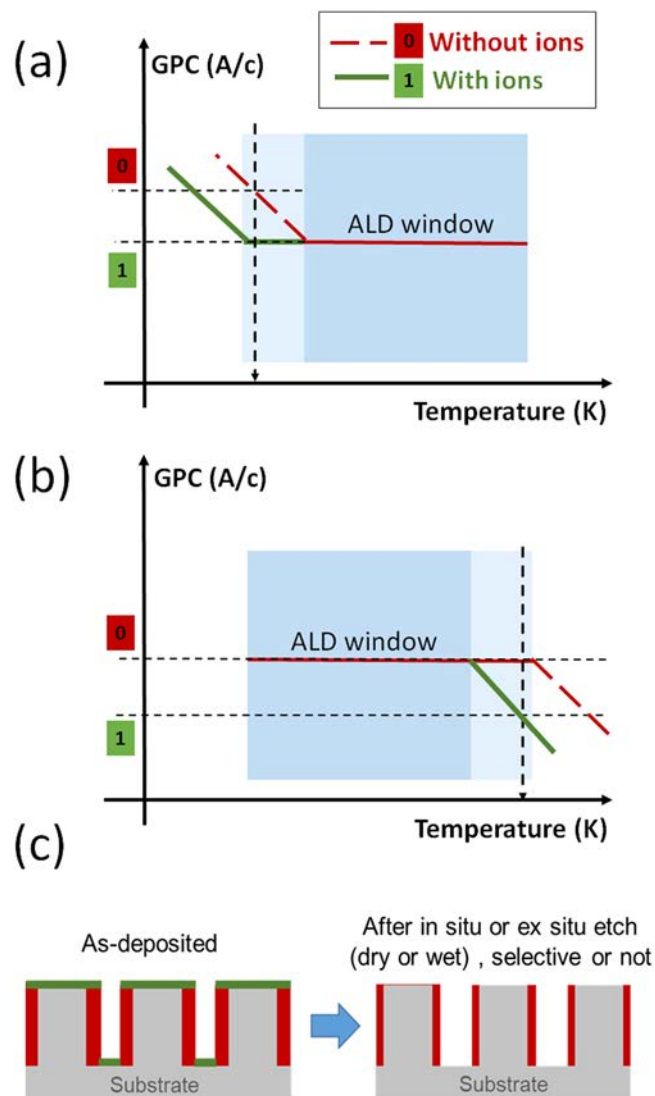 (a)
GPC (A/c)
0 Without ions
1 With ions
0
ALD window
1
Temperature (K)
(b)
GPC (A/c)
0
ALD window
1
Temperature (K)
(c)
As-deposited
After in situ or ex situ etch
(dry or wet) , selective or not
Substrate
Substrate